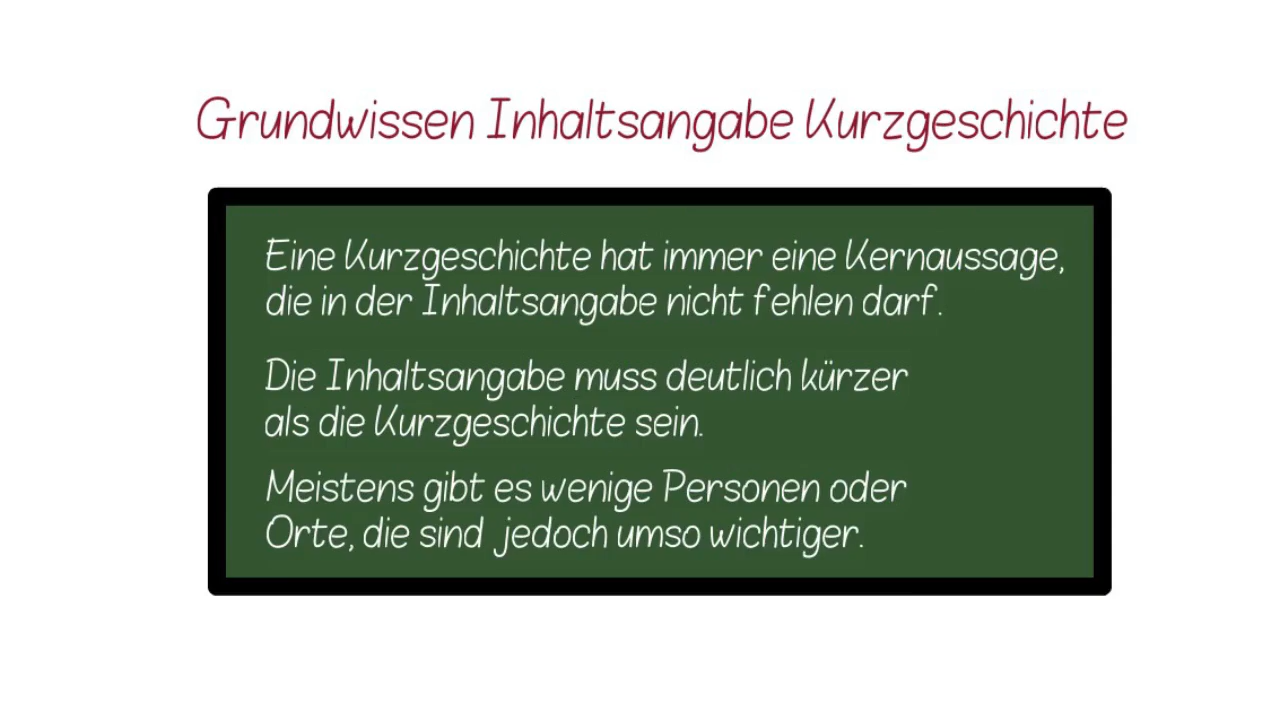 Grundwissen Inhaltsangabe Kurzgeschichte
Eine Kurzgeschichte hat immer eine Kernaussage,
die in der Inhaltsangabe nicht fehlen darf.
Die Inhaltsangabe muss deutlich kürzer
als die Kurzgeschichte sein.
Meistens gibt es wenige Personen oder
Orte, die sind jedoch umso wichtiger.